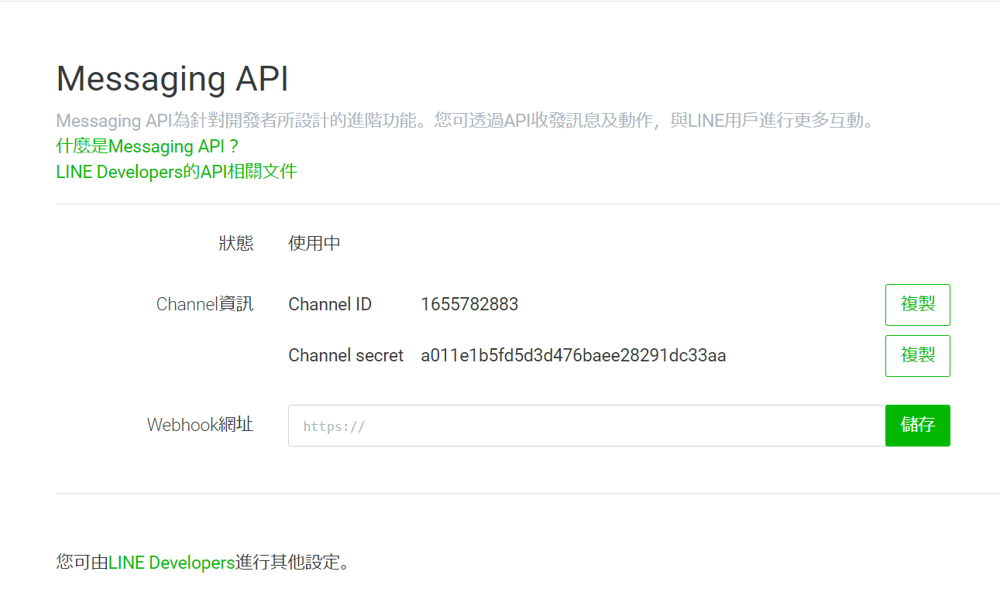 Messaging API
Messaging API為針對開發者所設計的進階功能。您可透過API收發訊息及動作，與LINE用戶進行更多互動。
什麼是Messaging API？
LINE Developers的API相關文件
狀態 使用中
Channel資訊 Channel ID 1655782883 複製
Channel secret a011e1b5fd5d3d476baee28291dc33aa 複製
Webhook網址 https:// 儲存
您可由LINE Developers進行其他設定。